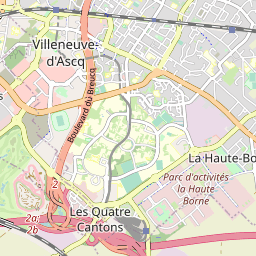 Villeneuve-
d'Ascq
Boulevard du Breucq
La Haute-Bo
Parc d'activités
la Haute
Borne
2
2a;
2b
Les Quatre
Cantons